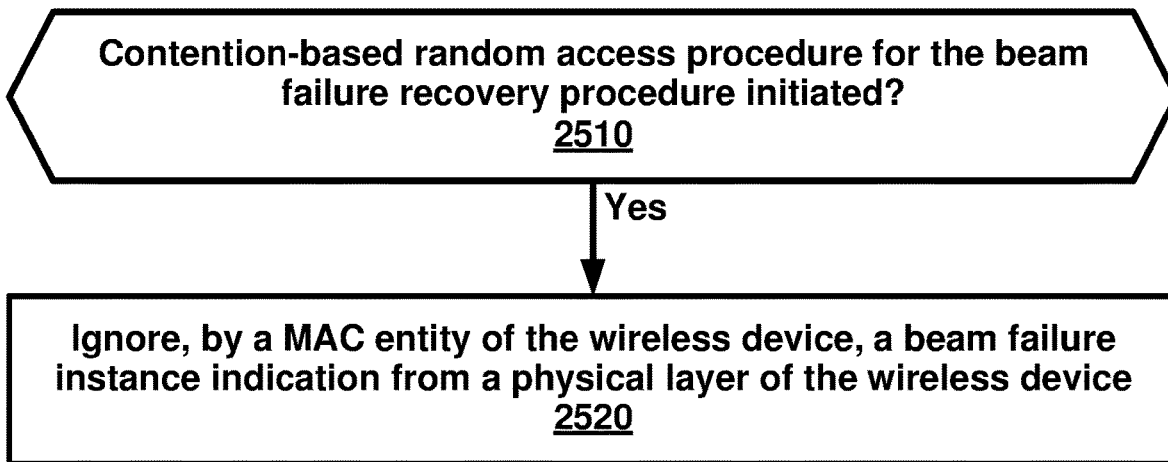 Contention-based random access procedure for the beam
failure recovery procedure initiated?
2510
Yes
Ignore, by a MAC entity of the wireless device, a beam failure
instance indication from a physical layer of the wireless device
2520